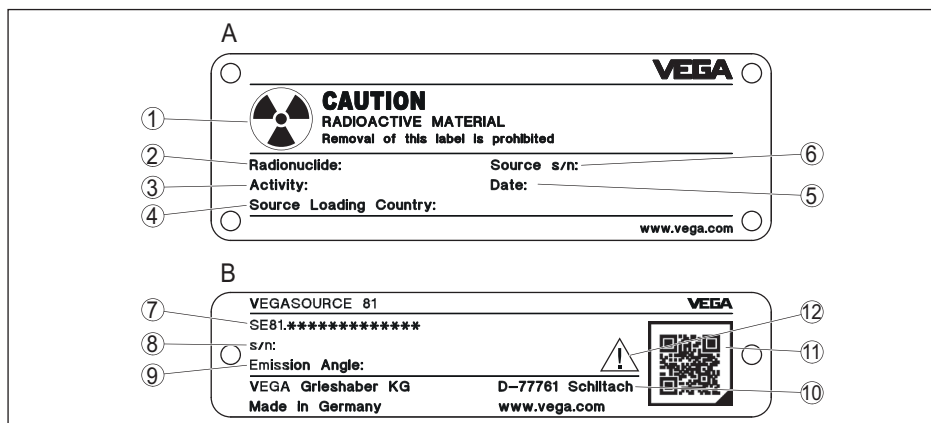 A
VEGA
CAUTION
① RADIOACTIVE MATERIAL
Removal of this label is prohibited
② Radionuclide: Source s/n: ⑥
③ Activity: Date: ⑤
④ Source Loading Country:
www.vega.com
B
⑦ VEGASOURCE 81 VEGA ⑫
SE81.*************
⑧ s/n: ⑪
⑨ Emission Angle:
VEGA Grieshaber KG D-77761 Schiltach ⑩
Made in Germany www.vega.com